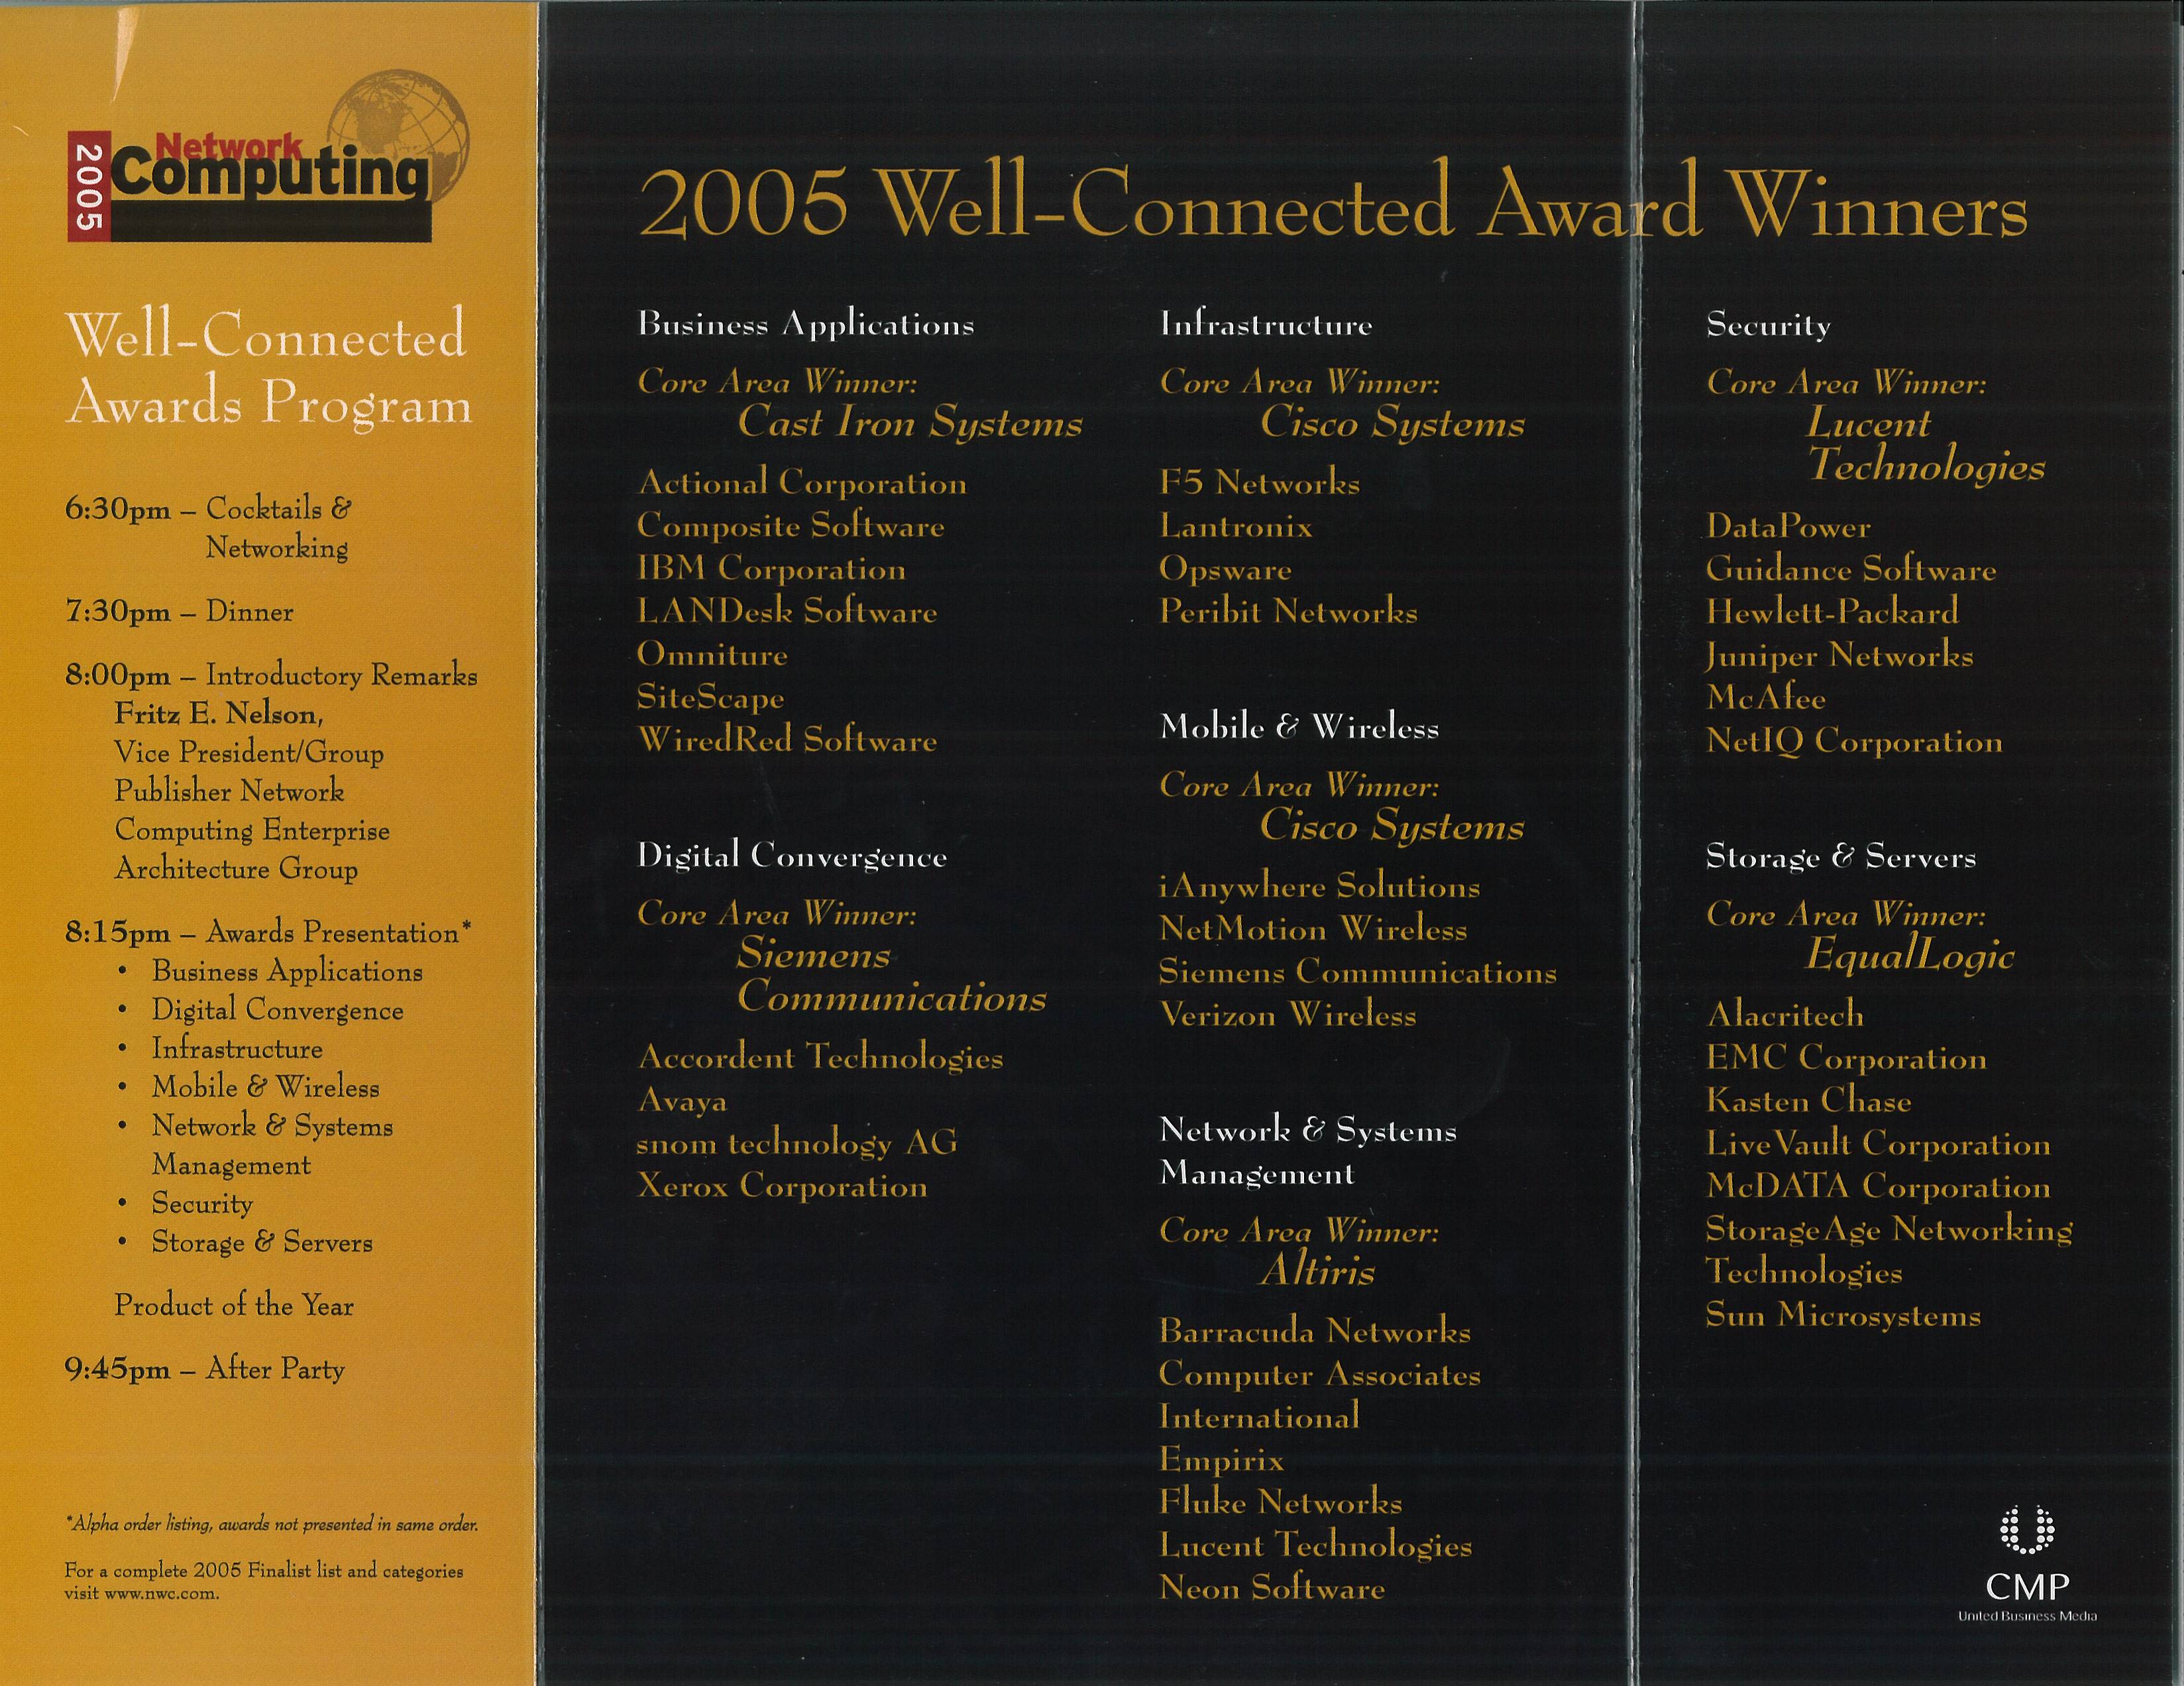 2005
Network
Computing
Well-Connected
Awards Program
6:30pm – Cocktails &
Networking
7:30pm – Dinner
8:00pm – Introductory Remarks
Fritz E. Nelson,
Vice President/Group
Publisher Network
Computing Enterprise
Architecture Group
8:15pm – Awards Presentation*
• Business Applications
• Digital Convergence
• Infrastructure
• Mobile & Wireless
• Network & Systems
Management
• Security
• Storage & Servers
Product of the Year
9:45pm – After Party
*Alpha order listing, awards not presented in same order.
For a complete 2005 Finalist list and categories
visit www.nwc.com.
2005 Well-Connected Award Winners
Business Applications
Core Area Winner:
Cast Iron Systems
Actional Corporation
Composite Software
IBM Corporation
LANDesk Software
Omniture
SiteScape
WiredRed Software
Digital Convergence
Core Area Winner:
Siemens
Communications
Accordent Technologies
Avaya
snom technology AG
Xerox Corporation
Infrastructure
Core Area Winner:
Cisco Systems
F5 Networks
Lantronix
Opsware
Peribit Networks
Mobile & Wireless
Core Area Winner:
Cisco Systems
iAnywhere Solutions
NetMotion Wireless
Siemens Communications
Verizon Wireless
Network & Systems
Management
Core Area Winner:
Altiris
Barracuda Networks
Computer Associates
International
Empirix
Fluke Networks
Lucent Technologies
Neon Software
Security
Core Area Winner:
Lucent
Technologies
DataPower
Guidance Software
Hewlett-Packard
Juniper Networks
McAfee
NetIQ Corporation
Storage & Servers
Core Area Winner:
EqualLogic
Alacritech
EMC Corporation
Kasten Chase
LiveVault Corporation
McDATA Corporation
StorageAge Networking
Technologies
Sun Microsystems
CMP
United Business Media